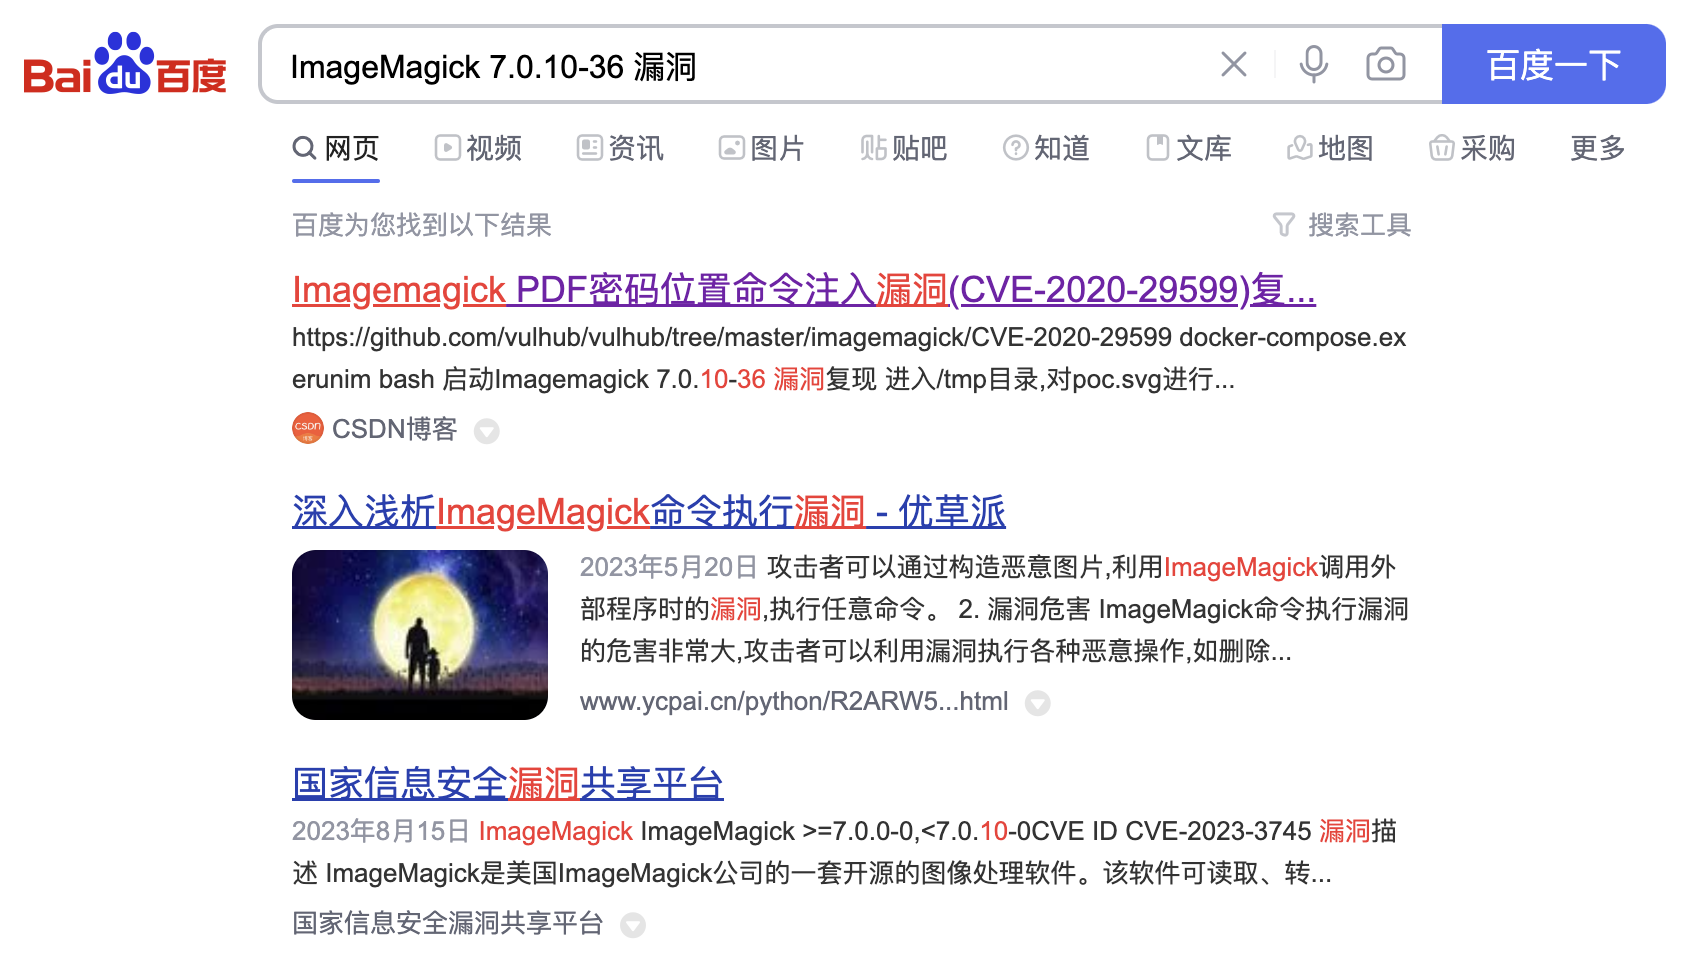 Bai du 百度
ImageMagick 7.0.10-36 漏洞
百度一下
网页 视频 资讯 图片 贴吧 知道 文库 地图 采购 更多
百度为您找到以下结果 搜索工具
Imagemagick PDF密码位置命令注入漏洞(CVE-2020-29599)复...
https://github.com/vulhub/vulhub/tree/master/imagemagick/CVE-2020-29599 docker-compose.ex
erunim bash 启动Imagemagick 7.0.10-36 漏洞复现 进入/tmp目录,对poc.svg进行...
CSDN博客
深入浅析ImageMagick命令执行漏洞 - 优草派
2023年5月20日 攻击者可以通过构造恶意图片,利用ImageMagick调用外
部程序时的漏洞,执行任意命令。 2. 漏洞危害 ImageMagick命令执行漏洞
的危害非常大,攻击者可以利用漏洞执行各种恶意操作,如删除...
www.ycpai.cn/python/R2ARW5...html
国家信息安全漏洞共享平台
2023年8月15日 ImageMagick ImageMagick >=7.0.0-0,<7.0.10-0CVE ID CVE-2023-3745 漏洞描
述 ImageMagick是美国ImageMagick公司的一套开源的图像处理软件。该软件可读取、转...
国家信息安全漏洞共享平台